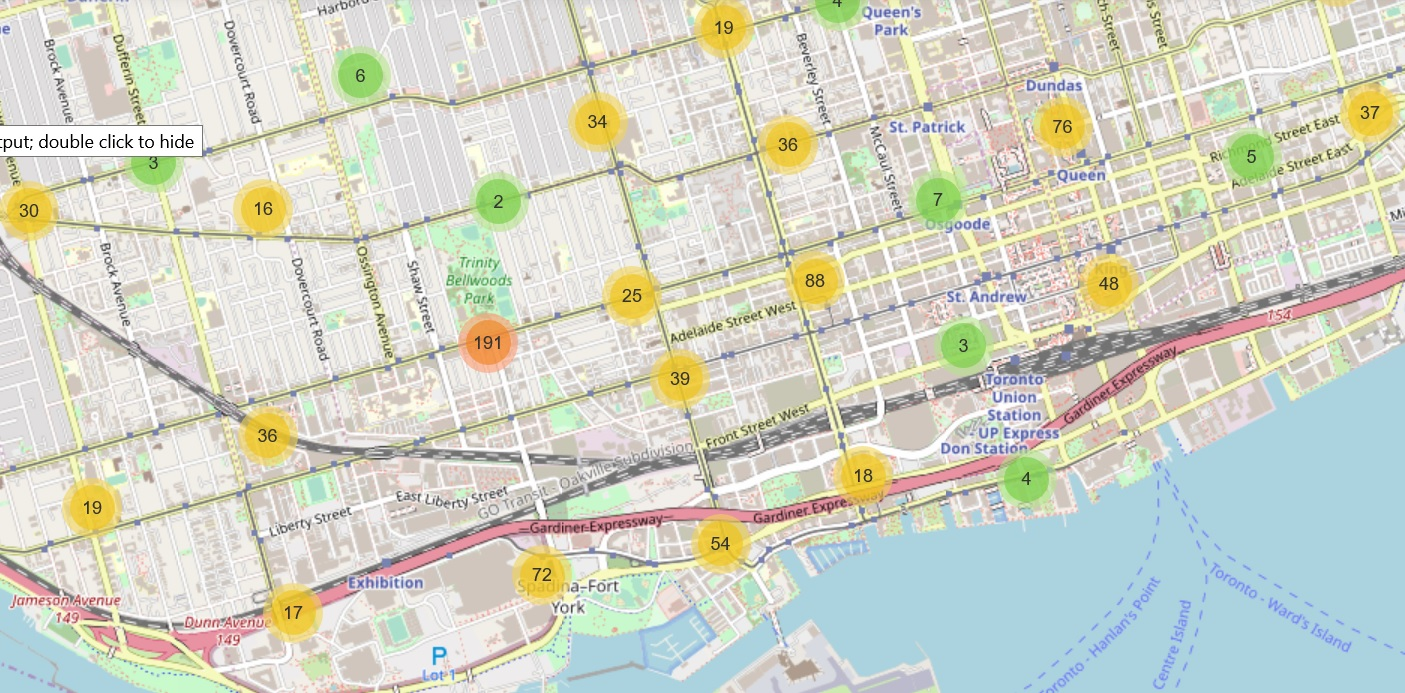 Harbord
19
4
Queen's
Park
Beverley Street
Dovercourt Road
Dufferin Street
Brock Avenue
6
Dundas
34
36
St. Patrick
76
37
Richmond Street East
Adelaide Street East
5
tput; double click to hide
3
McCaul Street
Queen
30
16
2
7
Osgoode
Brock Avenue
Dovercourt Road
Ossington Avenue
Shaw Street
Trinity
Bellwoods
Park
25
88
King
48
St. Andrew
Adelaide Street West
154
191
3
39
Toronto
Union
Station
- UP Express
Don Station
Gardiner Expressway
Front Street West
36
GO Transit - Oakville Subdivision
18
4
19
East Liberty Street
Liberty Street
Gardiner Expressway
Gardiner Expressway
54
Exhibition
72
Spadina–Fort
York
Jameson Avenue
149
Dunn Avenue
149
17
P
Lot 1
Toronto - Hanlan's Point
Centre Island
Toronto - Ward's Island